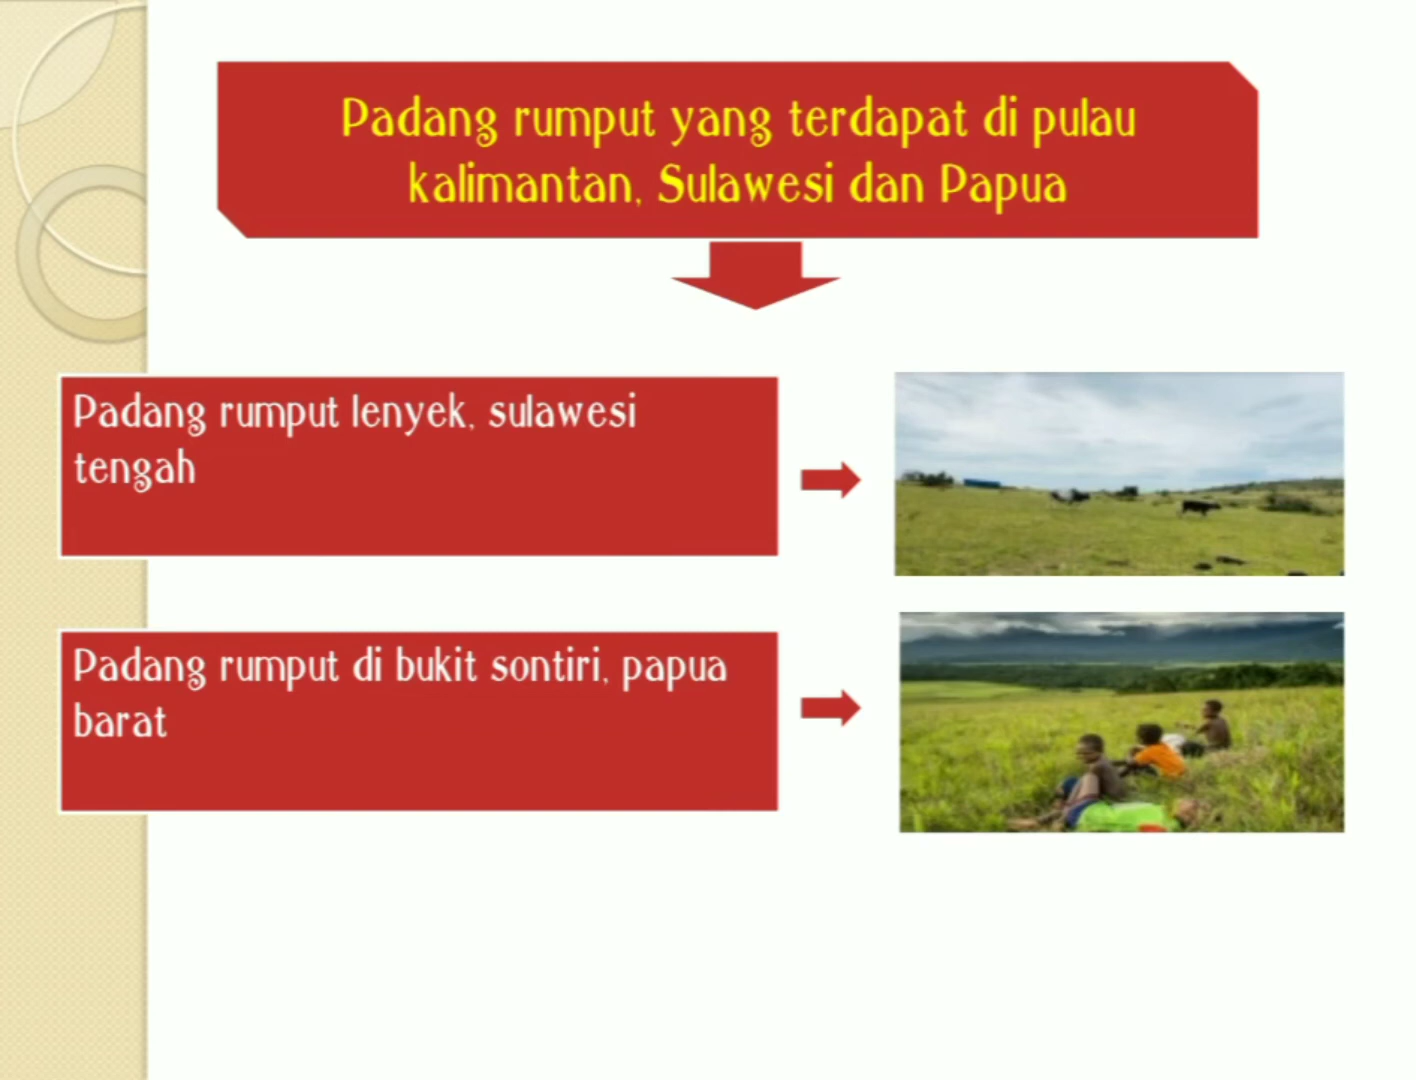 Padang rumput yang terdapat di pulau
kalimantan, Sulawesi dan Papua
Padang rumput lenyek, sulawesi
tengah
Padang rumput di bukit sontiri, papua
barat